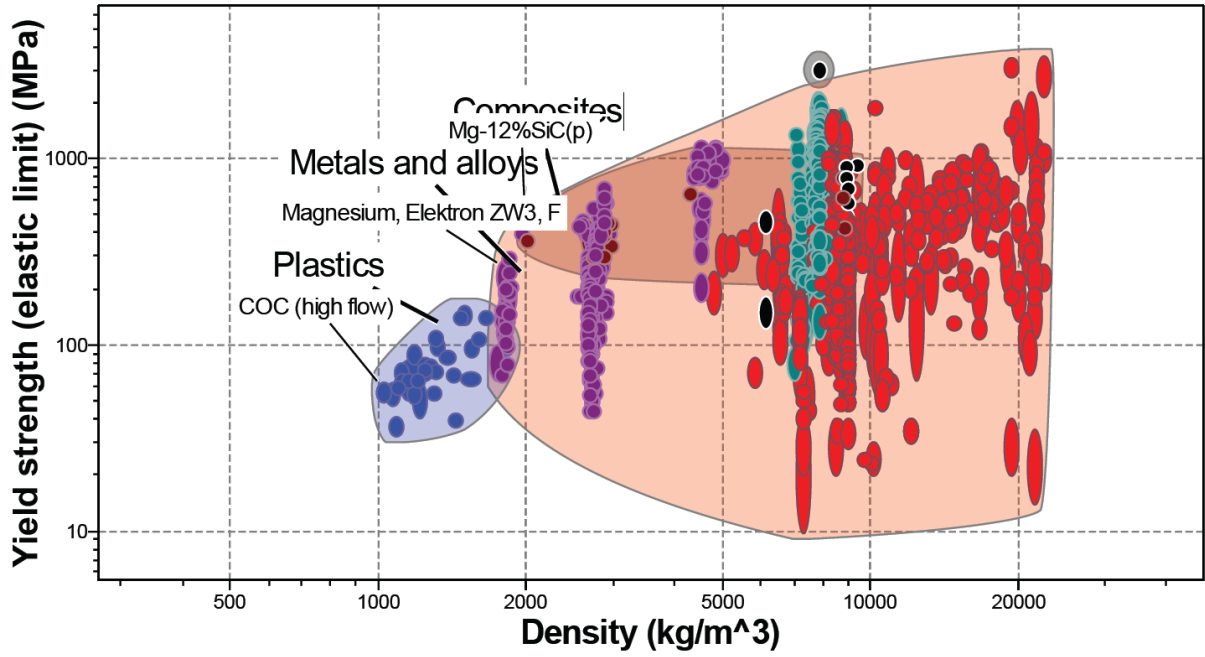 Yield strength (elastic limit) (MPa)
1000
100
10
Composites
Mg-12%SiC(p)
Metals and alloys
Magnesium, Elektron ZW3, F
Plastics
COC (high flow)
500
1000
2000
5000
10000
20000
Density (kg/m^3)